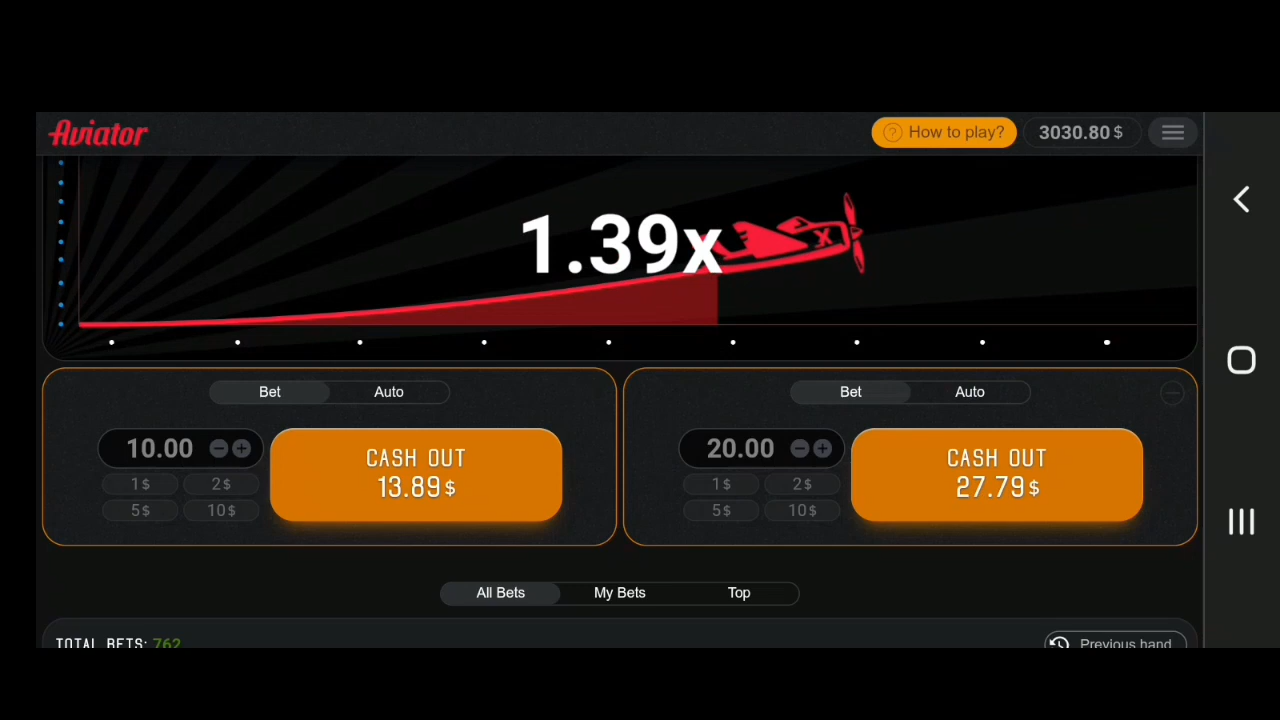 Aviator
? How to play?
3030.80 $
1.39x
X
Bet Auto
10.00
1$ 2$
5$ 10$
CASH OUT
13.89$
Bet Auto
20.00
1$ 2$
5$ 10$
CASH OUT
27.79$
All Bets My Bets Top
TOTAL BETS: 762
Previous hand